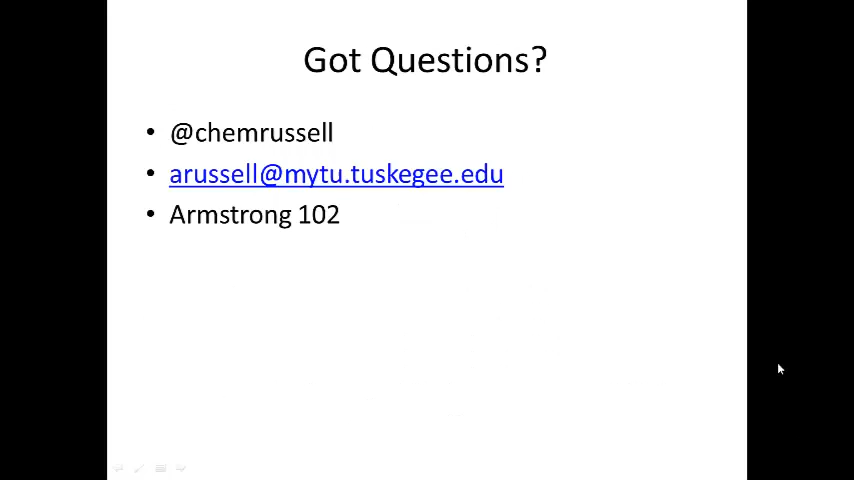 Got Questions?
• @chemrussell
• arussell@mytu.tuskegee.edu
• Armstrong 102